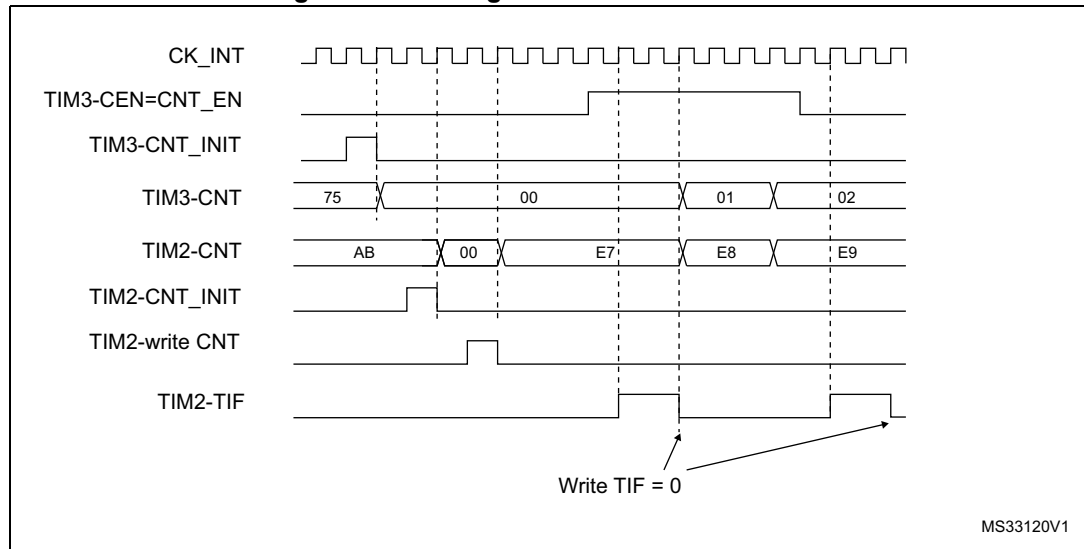 CK_INT
TIM3-CEN=CNT_EN
TIM3-CNT_INIT
TIM3-CNT 75 00 01 02
TIM2-CNT AB 00 E7 E8 E9
TIM2-CNT_INIT
TIM2-write CNT
TIM2-TIF
Write TIF = 0
MS33120V1